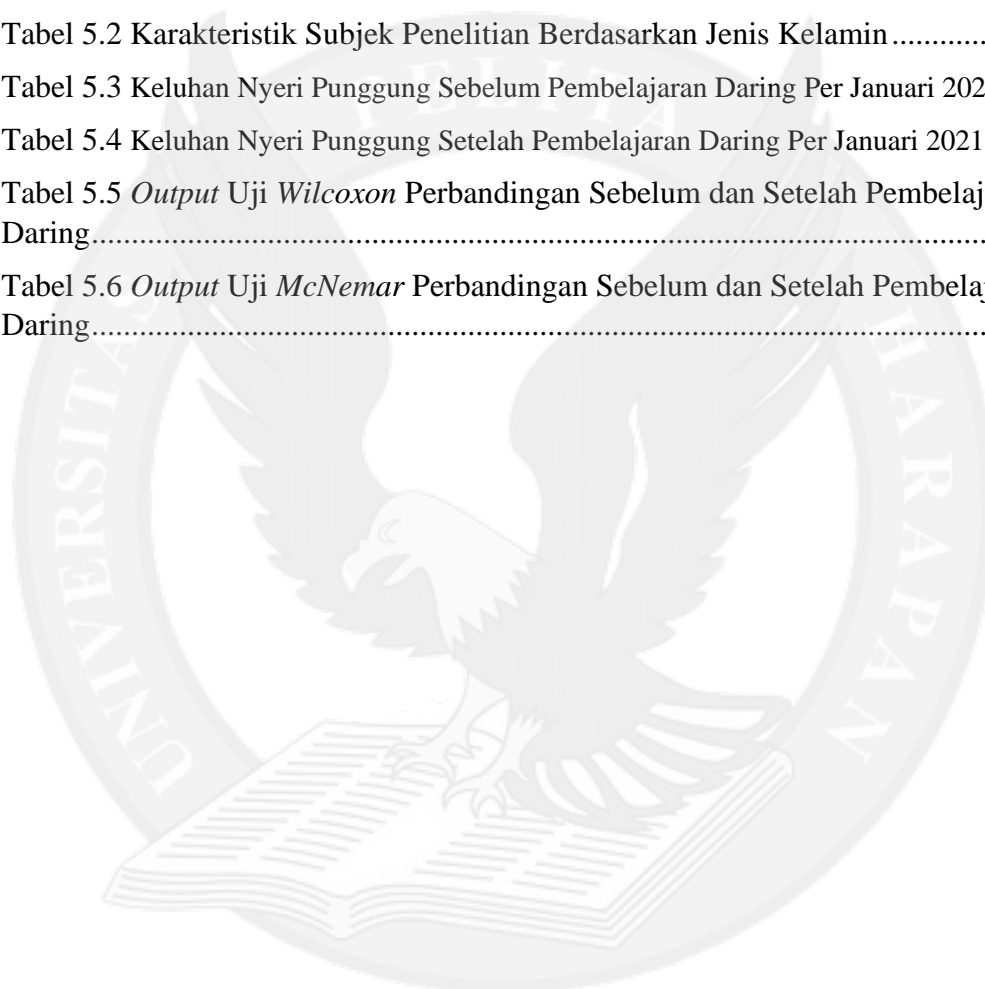 Tabel 5.2 Karakteristik Subjek Penelitian Berdasarkan Jenis Kelamin............
Tabel 5.3 Keluhan Nyeri Punggung Sebelum Pembelajaran Daring Per Januari 202
Tabel 5.4 Keluhan Nyeri Punggung Setelah Pembelajaran Daring Per Januari 2021
Tabel 5.5 Output Uji Wilcoxon Perbandingan Sebelum dan Setelah Pembelaj
Daring................................................................................................................
Tabel 5.6 Output Uji McNemar Perbandingan Sebelum dan Setelah Pembelaj
Daring................................................................................................................
UNIVERSITAS PELITA HARAPAN